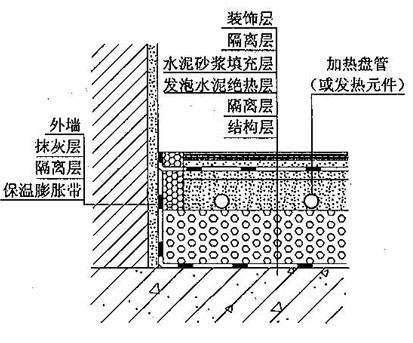 装饰层
隔离层
水泥砂浆填充层
发泡水泥绝热层
隔离层
结构层
加热盘管
(或发热元件)
外墙
抹灰层
隔离层
保温膨胀带